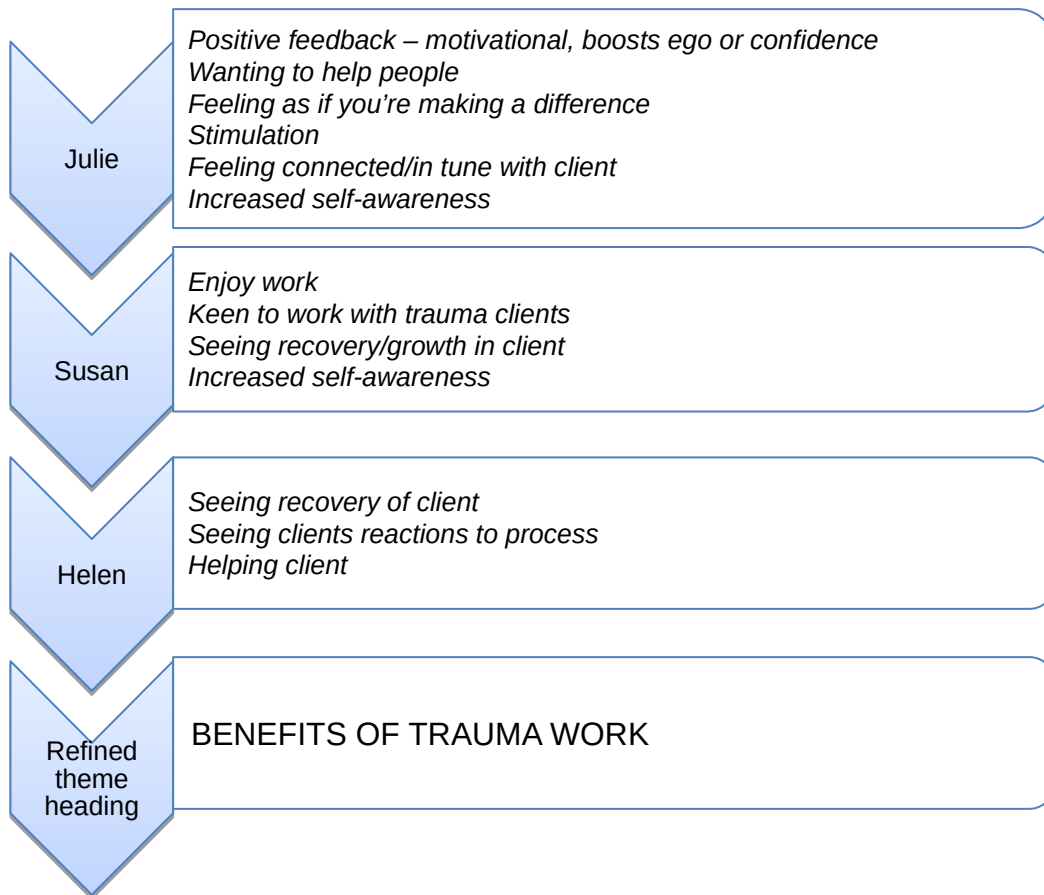 Julie
Positive feedback – motivational, boosts ego or confidence
Wanting to help people
Feeling as if you’re making a difference
Stimulation
Feeling connected/in tune with client
Increased self-awareness
Susan
Enjoy work
Keen to work with trauma clients
Seeing recovery/growth in client
Increased self-awareness
Helen
Seeing recovery of client
Seeing clients reactions to process
Helping client
Refined
theme
heading
BENEFITS OF TRAUMA WORK